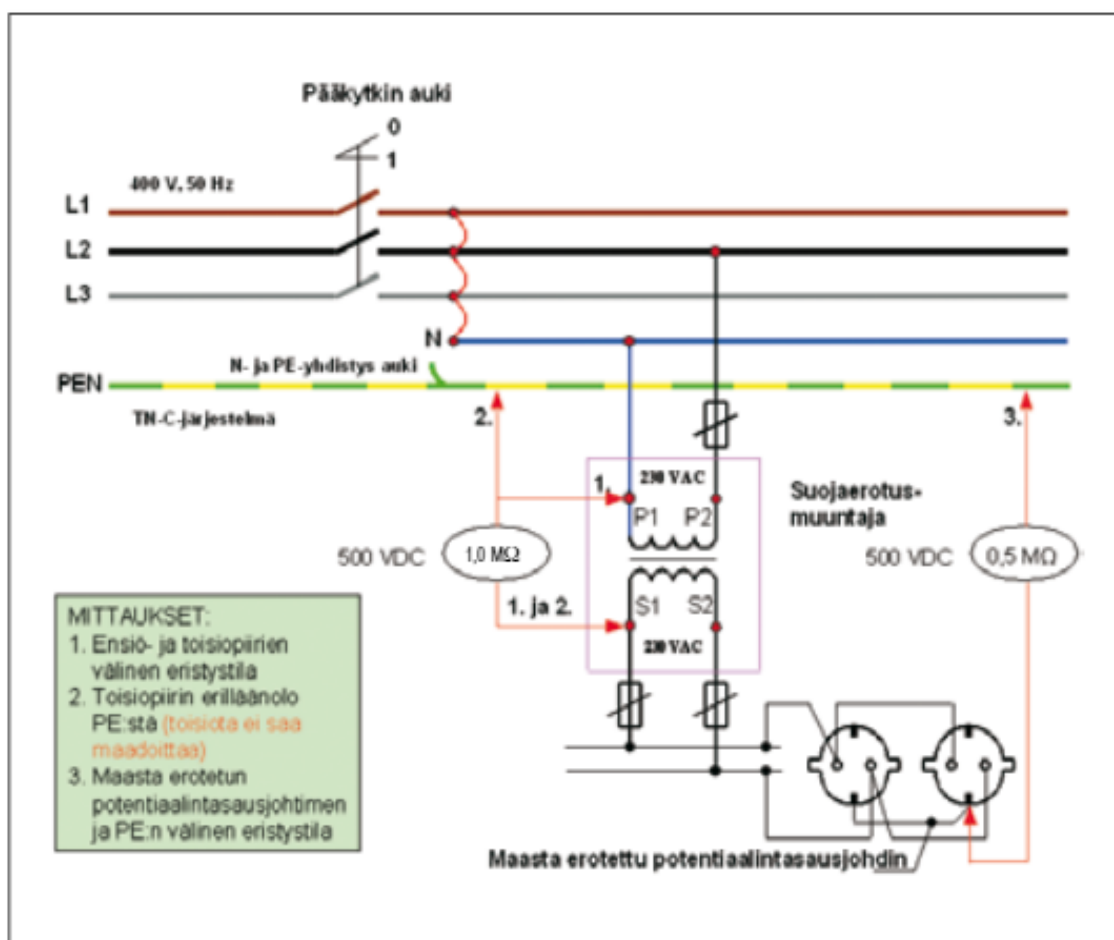 Pääkytkin auki
0
1
400 V, 50 Hz
L1
L2
L3
N
N- ja PE-yhdistys auki
PEN
TN-C-järjestelmä
2.
3.
1.
230 VAC
P1 P2
Suojaerotus-
muuntaja
500 VDC
1,0 MΩ
500 VDC
0,5 MΩ
1. ja 2.
S1 S2
230 VAC
MITTAUKSET:
1. Ensiö- ja toisiopiirien
välinen eristystila
2. Toisiopiirin erilläänolo
PE:stä (toisiota ei saa
maadoittaa)
3. Maasta erotetun
potentiaalintasausjohtimen
ja PE:n välinen eristystila
Maasta erotettu potentiaalintasausjohdin